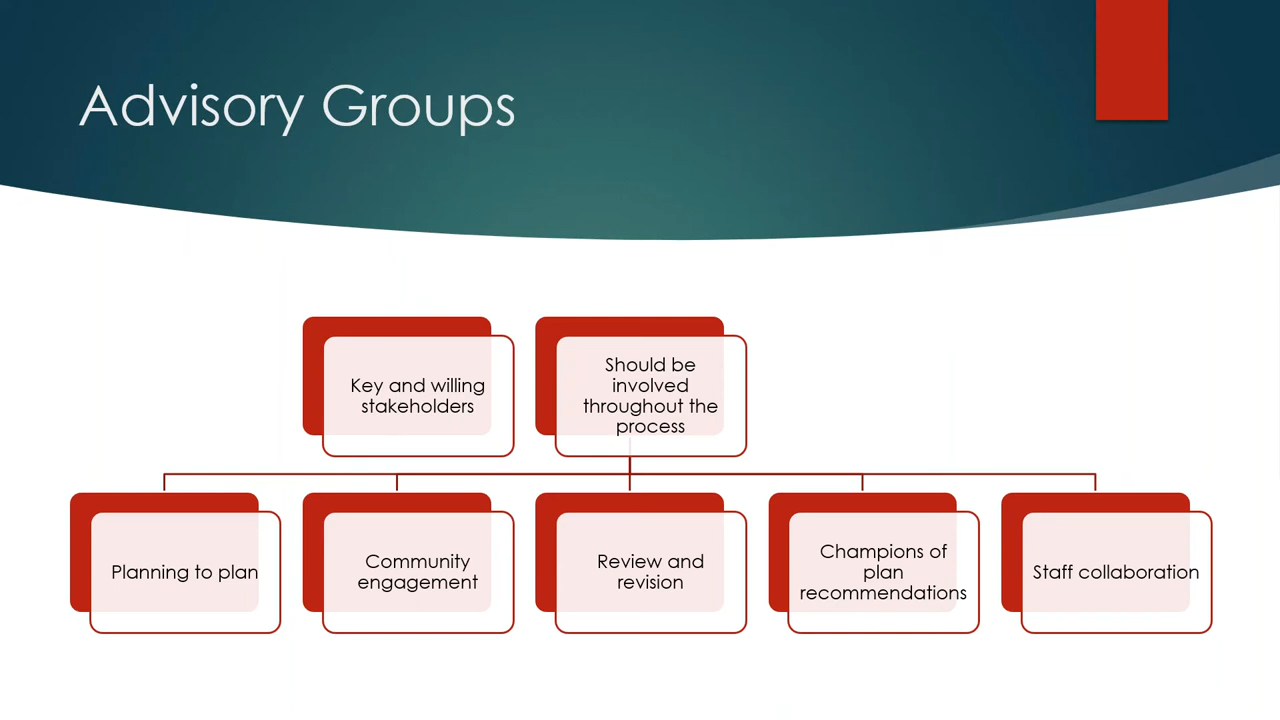 Advisory Groups
Key and willing
stakeholders
Should be
involved
throughout the
process
Planning to plan
Community
engagement
Review and
revision
Champions of
plan
recommendations
Staff collaboration